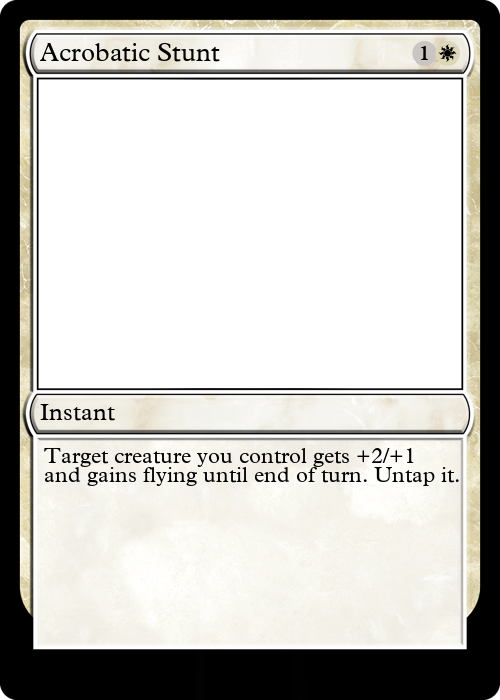 Acrobatic Stunt 1
Instant
Target creature you control gets +2/+1
and gains flying until end of turn. Untap it.